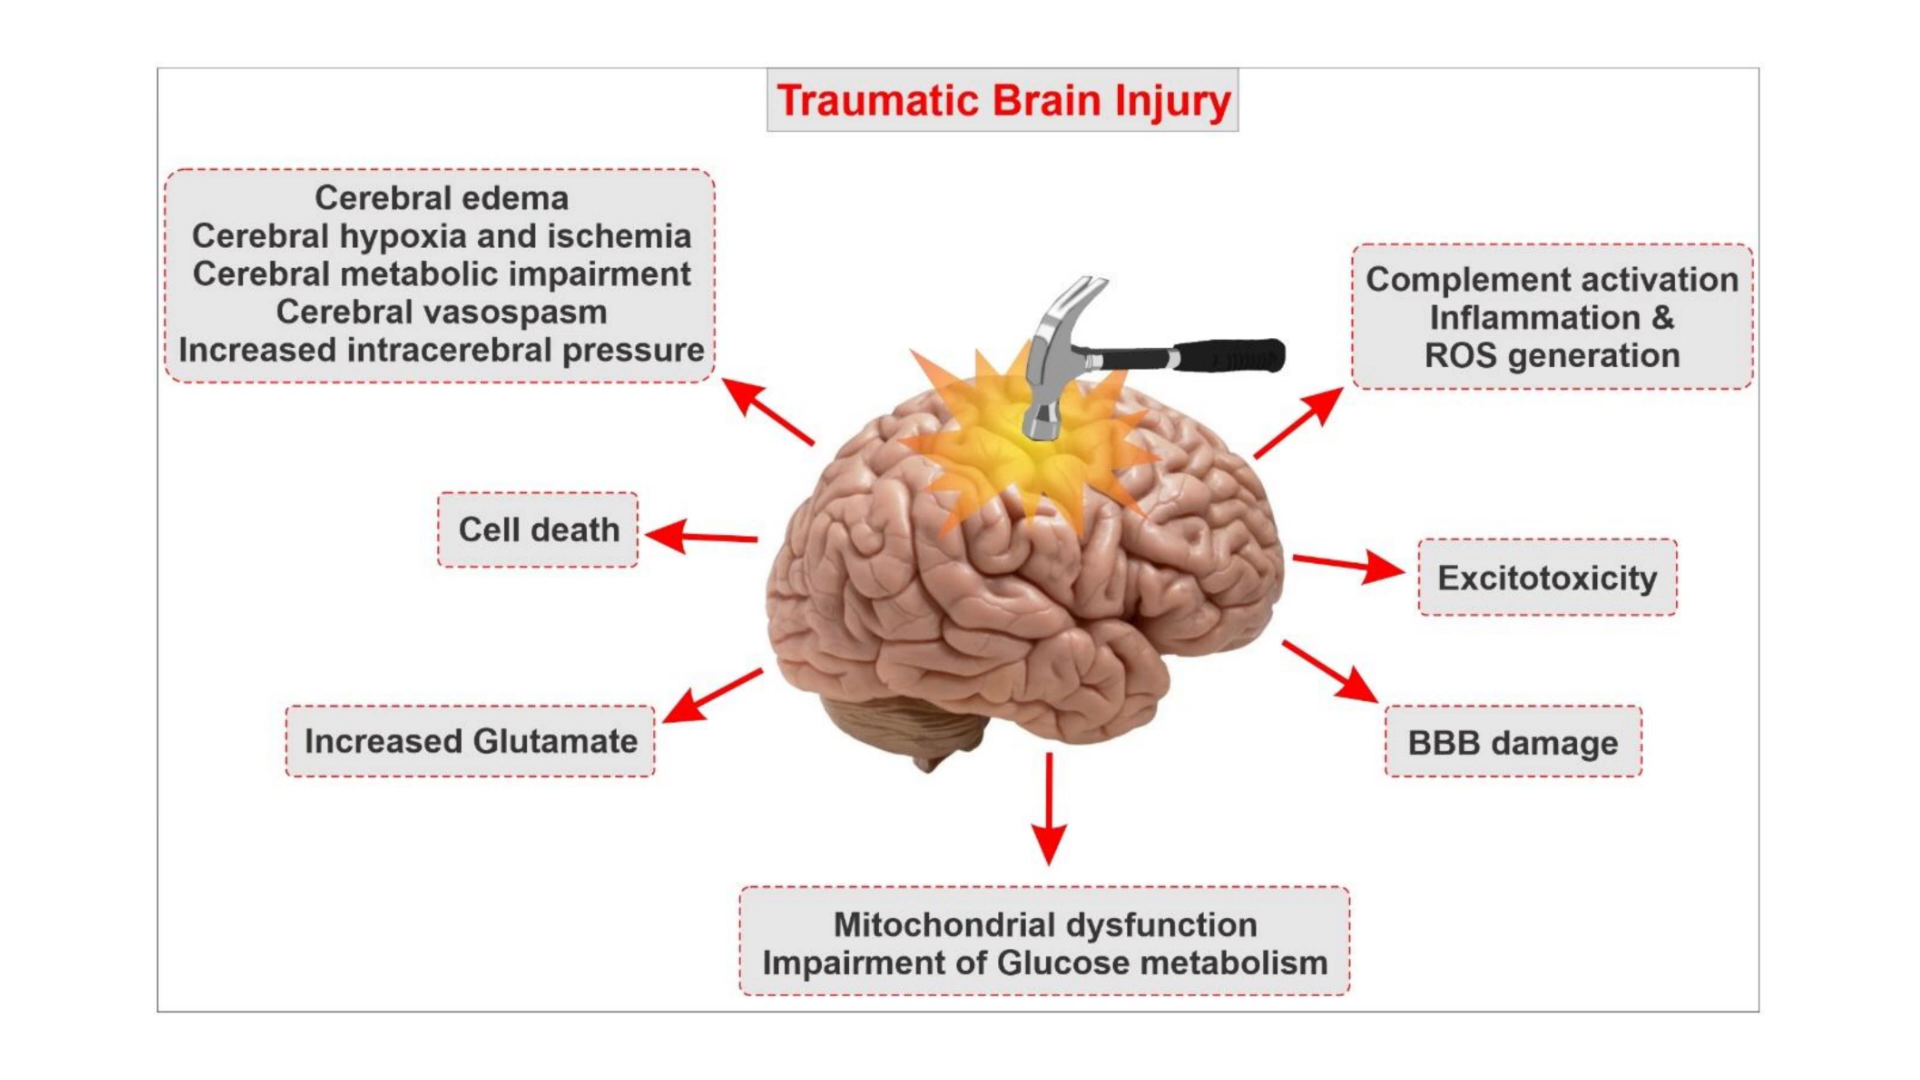 Traumatic Brain Injury
Cerebral edema
Cerebral hypoxia and ischemia
Cerebral metabolic impairment
Cerebral vasospasm
Increased intracerebral pressure
Complement activation
Inflammation &
ROS generation
Cell death
Excitotoxicity
Increased Glutamate
BBB damage
Mitochondrial dysfunction
Impairment of Glucose metabolism